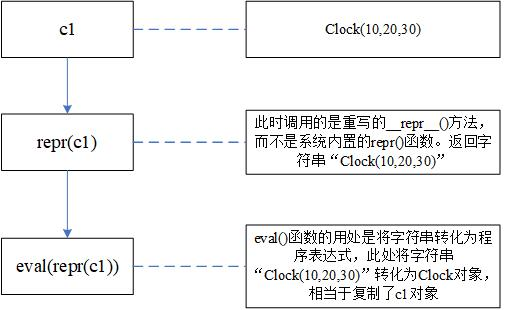 c1
Clock(10,20,30)
repr(c1)
此时调用的是重写的__repr__()方法，
而不是系统内置的repr()函数。返回字
符串“Clock(10,20,30)”
eval(repr(c1))
eval()函数的用处是将字符串转化为程
序表达式，此处将字符串
“Clock(10,20,30)”转化为Clock对象，
相当于复制了c1对象